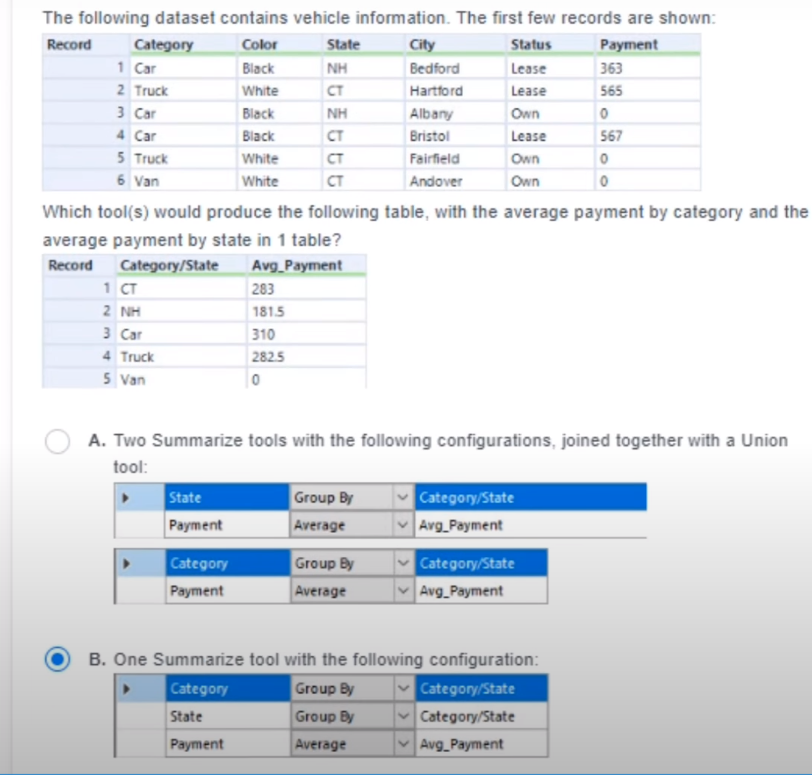 The following dataset contains vehicle information. The first few records are shown:
Record Category Color State City Status Payment
1 Car Black NH Bedford Lease 363
2 Truck White CT Hartford Lease 565
3 Car Black NH Albany Own 0
4 Car Black CT Bristol Lease 567
5 Truck White CT Fairfield Own 0
6 Van White CT Andover Own 0
Which tool(s) would produce the following table, with the average payment by category and the
average payment by state in 1 table?
Record Category/State Avg_Payment
1 CT 283
2 NH 181.5
3 Car 310
4 Truck 282.5
5 Van 0
A. Two Summarize tools with the following configurations, joined together with a Union
tool:
State Group By Category/State
Payment Average Avg_Payment
Category Group By Category/State
Payment Average Avg_Payment
B. One Summarize tool with the following configuration:
Category Group By Category/State
State Group By Category/State
Payment Average Avg_Payment